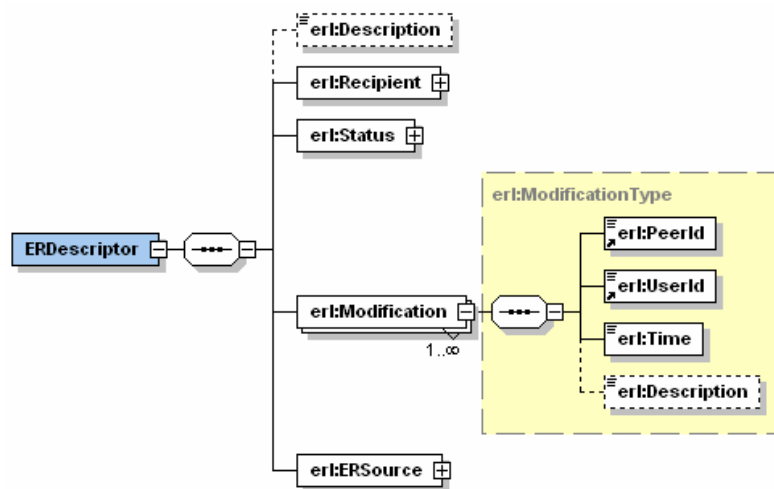 erl:Description
erl:Recipient
erl:Status
erl:ModificationType
erl:PeerId
ERDescriptor
erl:UserId
erl:Modification
1..∞
erl:Time
erl:Description
erl:ERSource